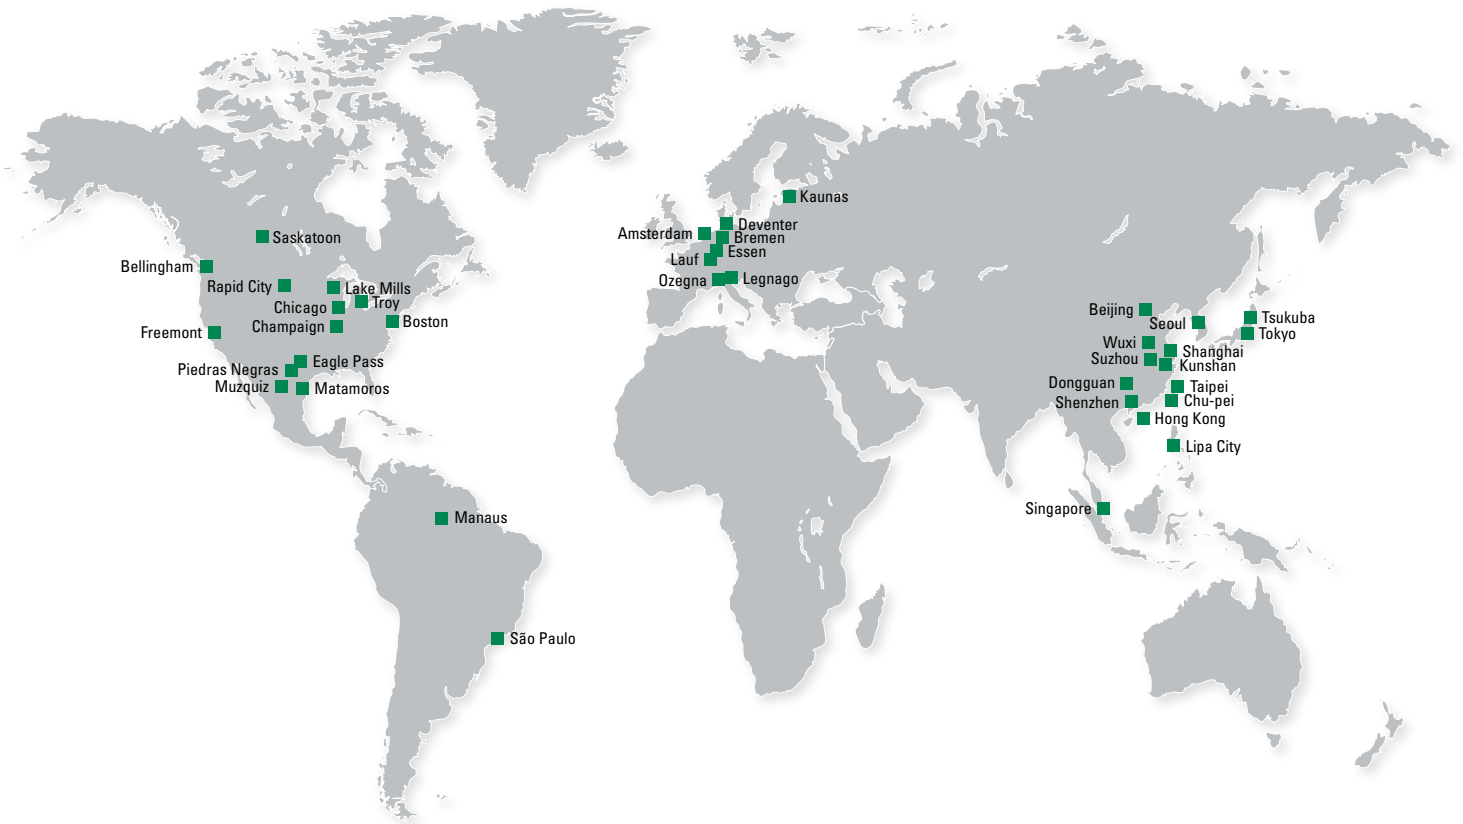 Kaunas
Deventer
Amsterdam
Bremen
Saskatoon
Essen
Lauf
Bellingham
Ozegna
Legnago
Rapid City
Lake Mills
Troy
Chicago
Beijing
Tsukuba
Boston
Seoul
Champaign
Freemont
Tokyo
Wuxi
Shanghai
Suzhou
Eagle Pass
Kunshan
Piedras Negras
Dongguan
Muzquiz
Taipei
Matamoros
Chu-pei
Shenzhen
Hong Kong
Lipa City
Singapore
Manaus
São Paulo